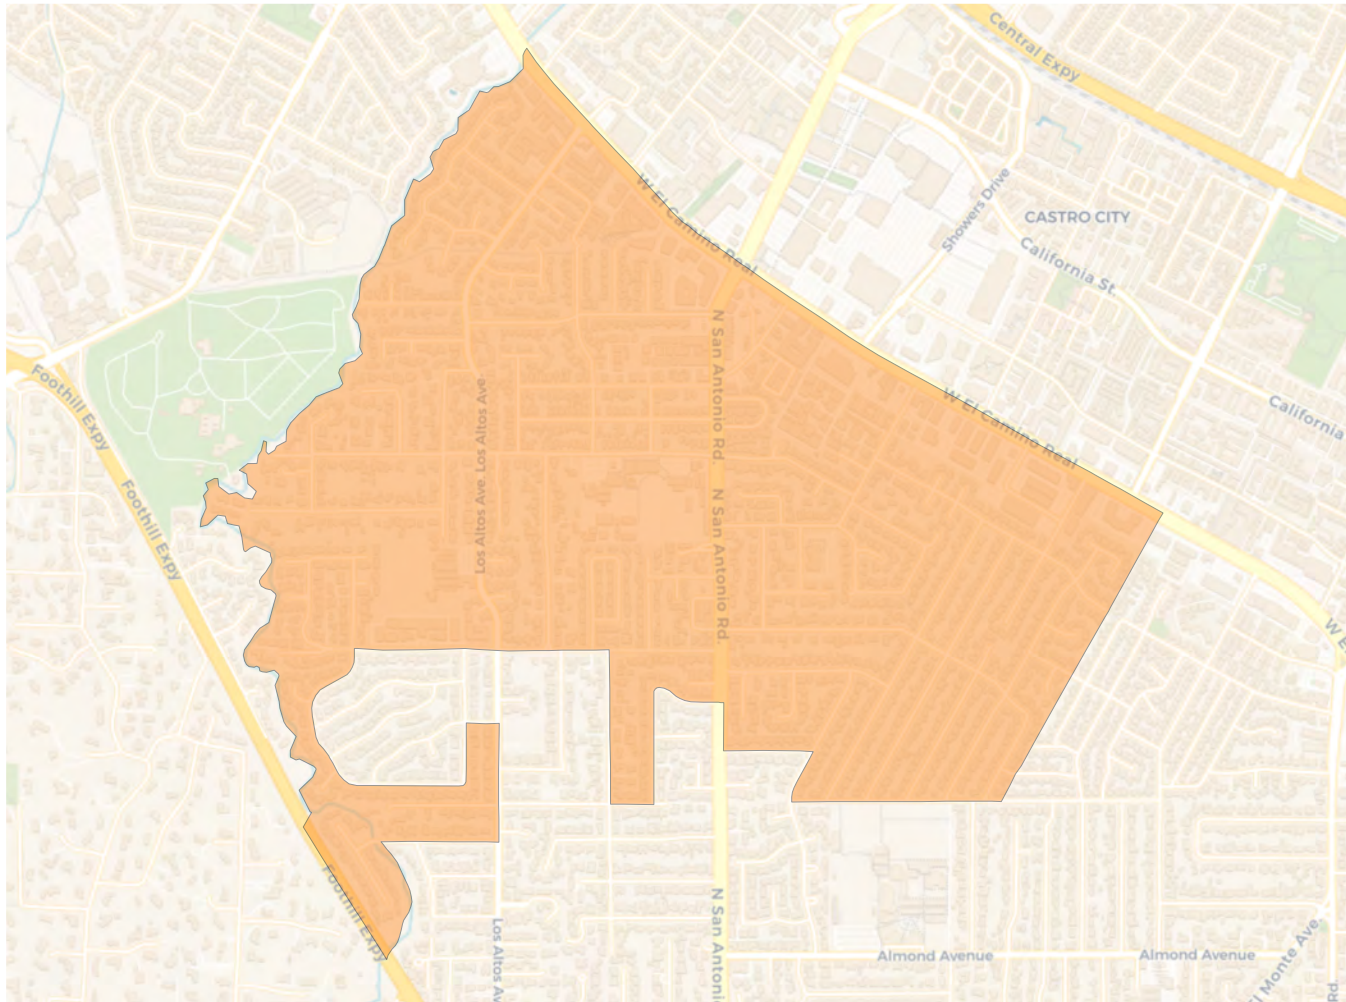 Central Expy
Showers Drive
CASTRO CITY
California St.
W El Camino Real
N San Antonio Rd.
Foothill Expy
Los Altos Ave.
Los Altos Ave.
W El Camino Real
California
Foothill Expy
N San Antonio Rd.
W E
Foothill Expy
N San Antoni
Los Altos Av
Almond Avenue
Almond Avenue
El Monte Ave.
Rd.